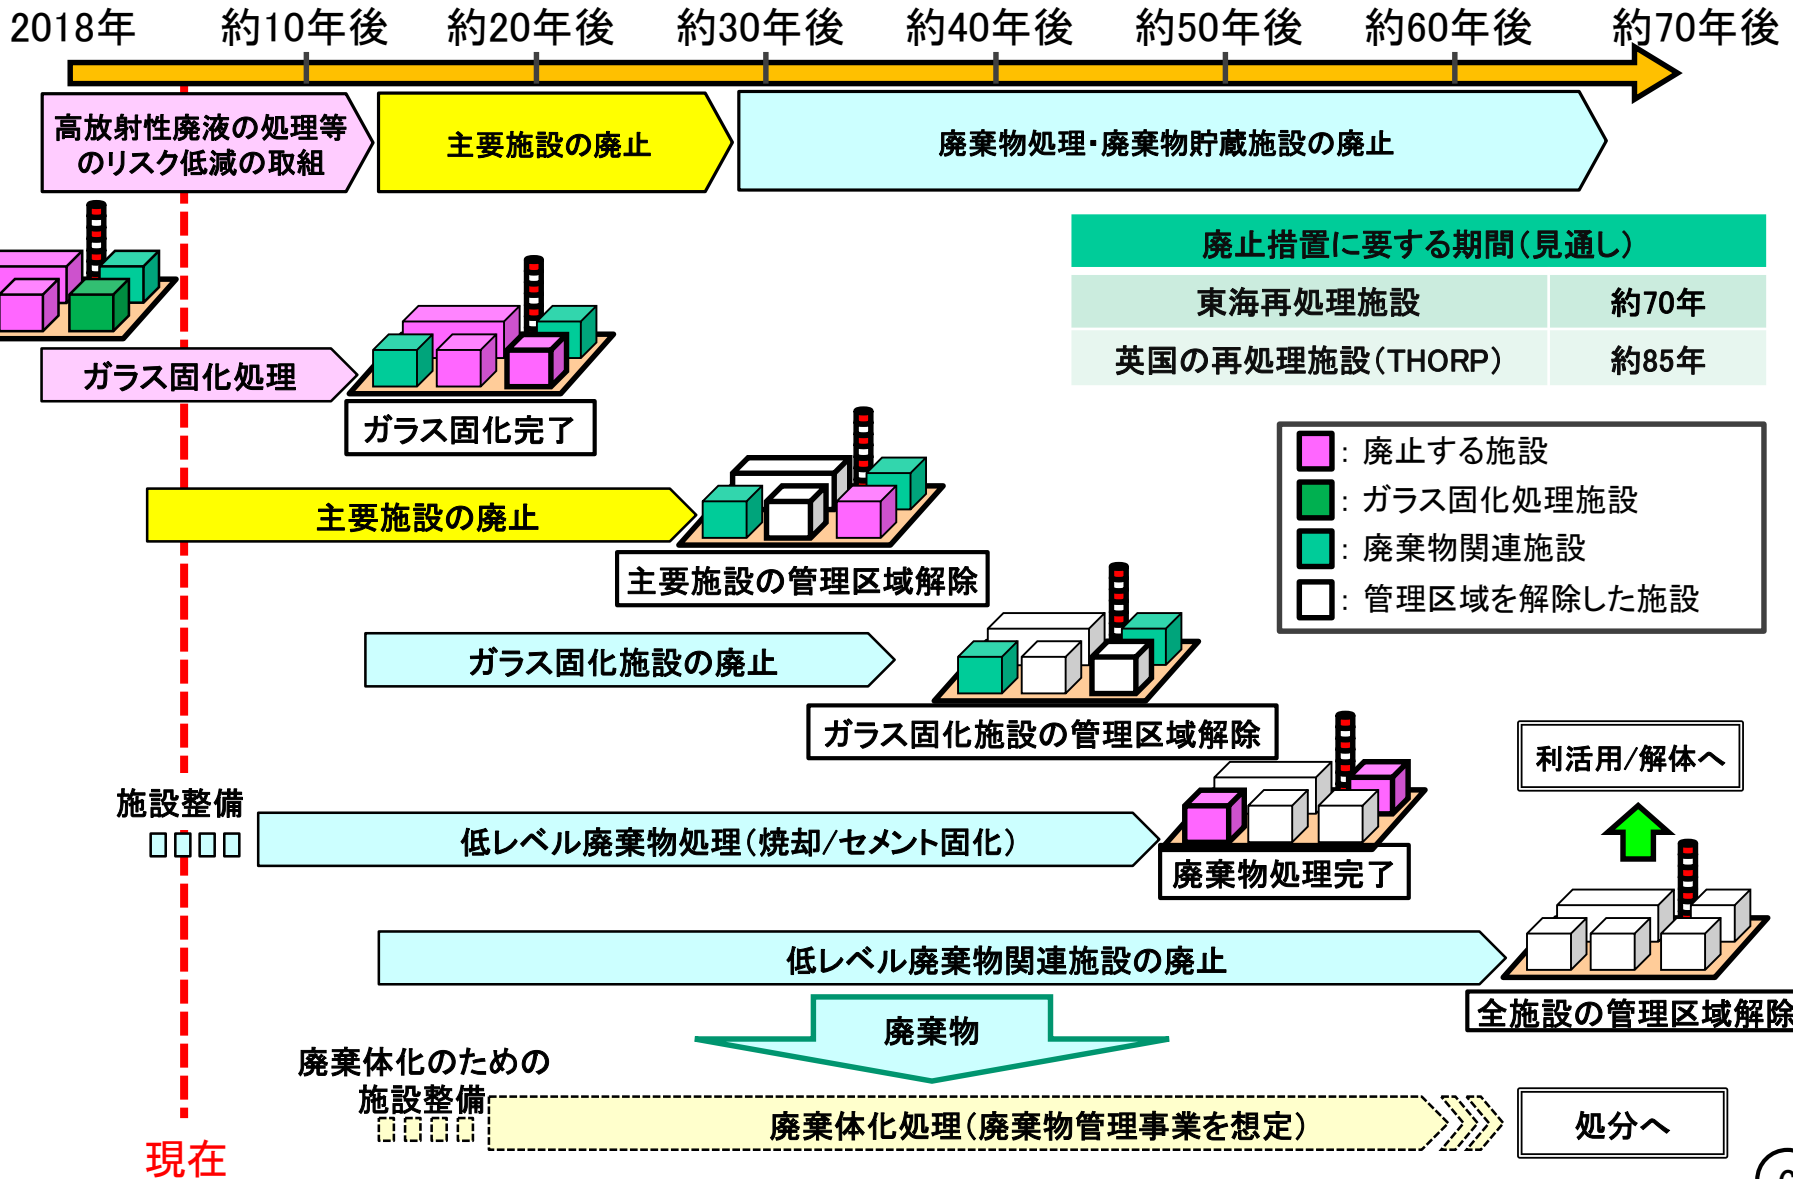 2018年
約10年後
約20年後
約30年後
約40年後
約50年後
約60年後
約70年後
高放射性廃液の処理等
のリスク低減の取組
主要施設の廃止
廃棄物処理・廃棄物貯蔵施設の廃止
廃止措置に要する期間(見通し)
東海再処理施設
約70年
英国の再処理施設(THORP)
約85年
ガラス固化処理
ガラス固化完了
:廃止する施設
:ガラス固化処理施設
:廃棄物関連施設
:管理区域を解除した施設
主要施設の廃止
主要施設の管理区域解除
ガラス固化施設の廃止
ガラス固化施設の管理区域解除
利活用/解体へ
施設整備
低レベル廃棄物処理(焼却/セメント固化)
廃棄物処理完了
低レベル廃棄物関連施設の廃止
全施設の管理区域解除
廃棄物
廃棄体化のための
施設整備
廃棄体化処理(廃棄物管理事業を想定)
処分へ
現在